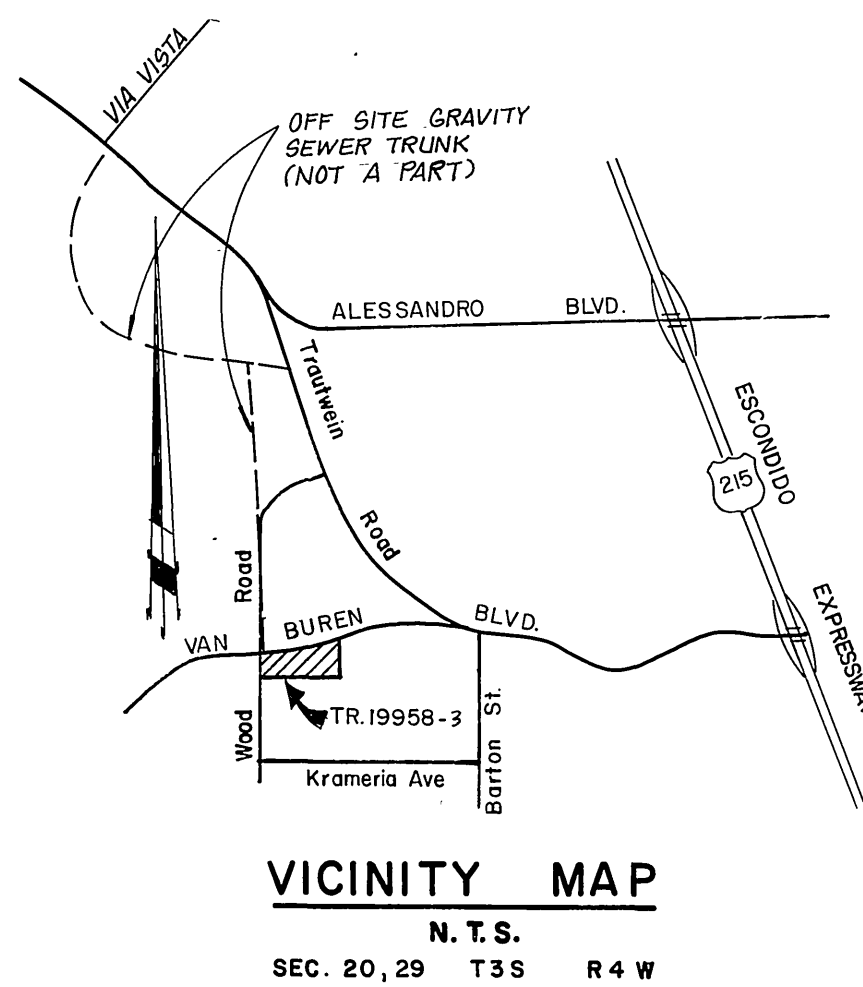 VIA VISTA
OFF SITE GRAVITY
SEWER TRUNK
(NOT A PART)
ALESSANDRO BLVD.
Trautwein
Road
ESCONDIDO
215
EXPRESSWAY
Road
VAN BUREN BLVD.
TR. 19958-3
Wood
Barton St.
Krameria Ave
VICINITY MAP
N.T.S.
SEC. 20,29 T3S R4W